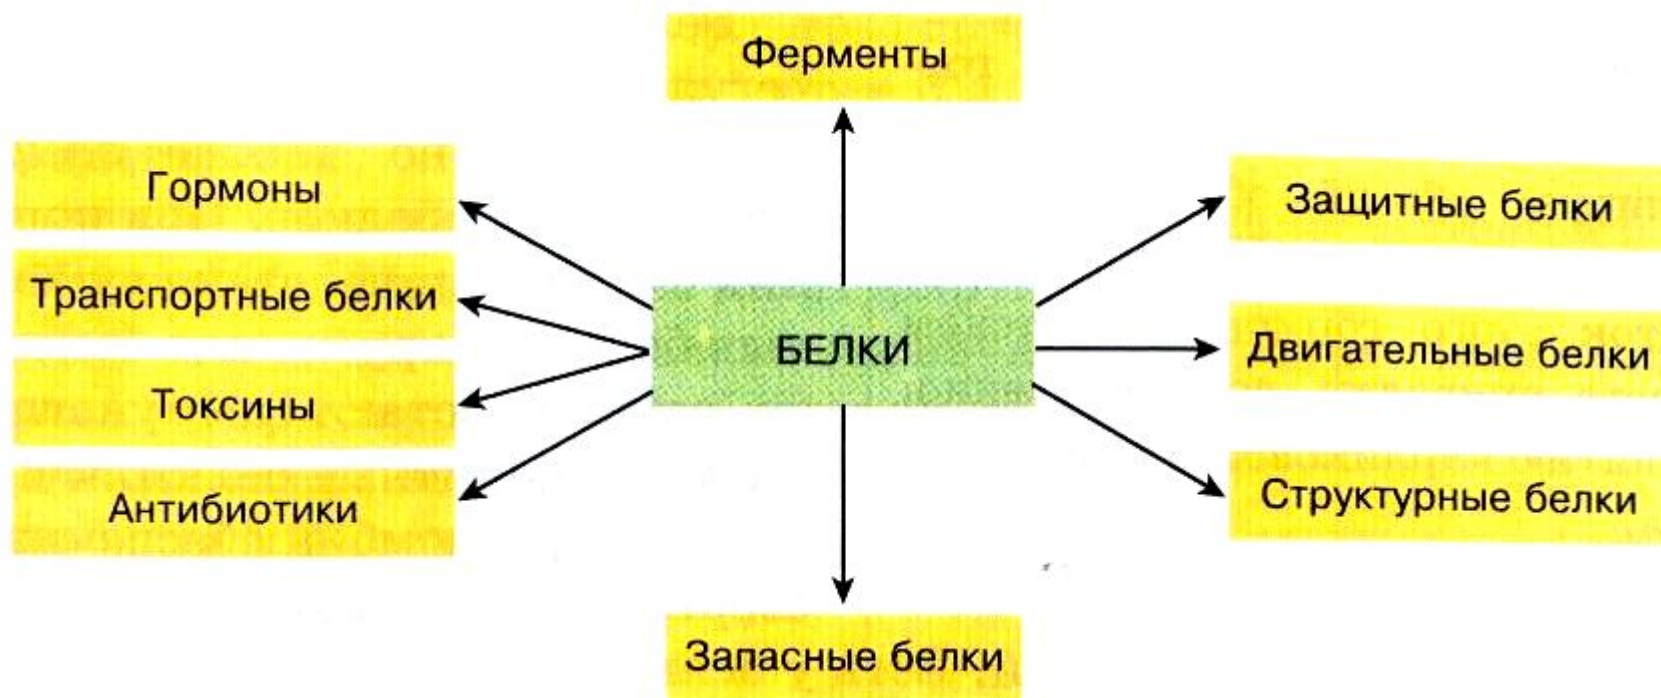 Ферменты
Гормоны
Защитные белки
Транспортные белки
БЕЛКИ
Двигательные белки
Токсины
Структурные белки
Антибиотики
Запасные белки